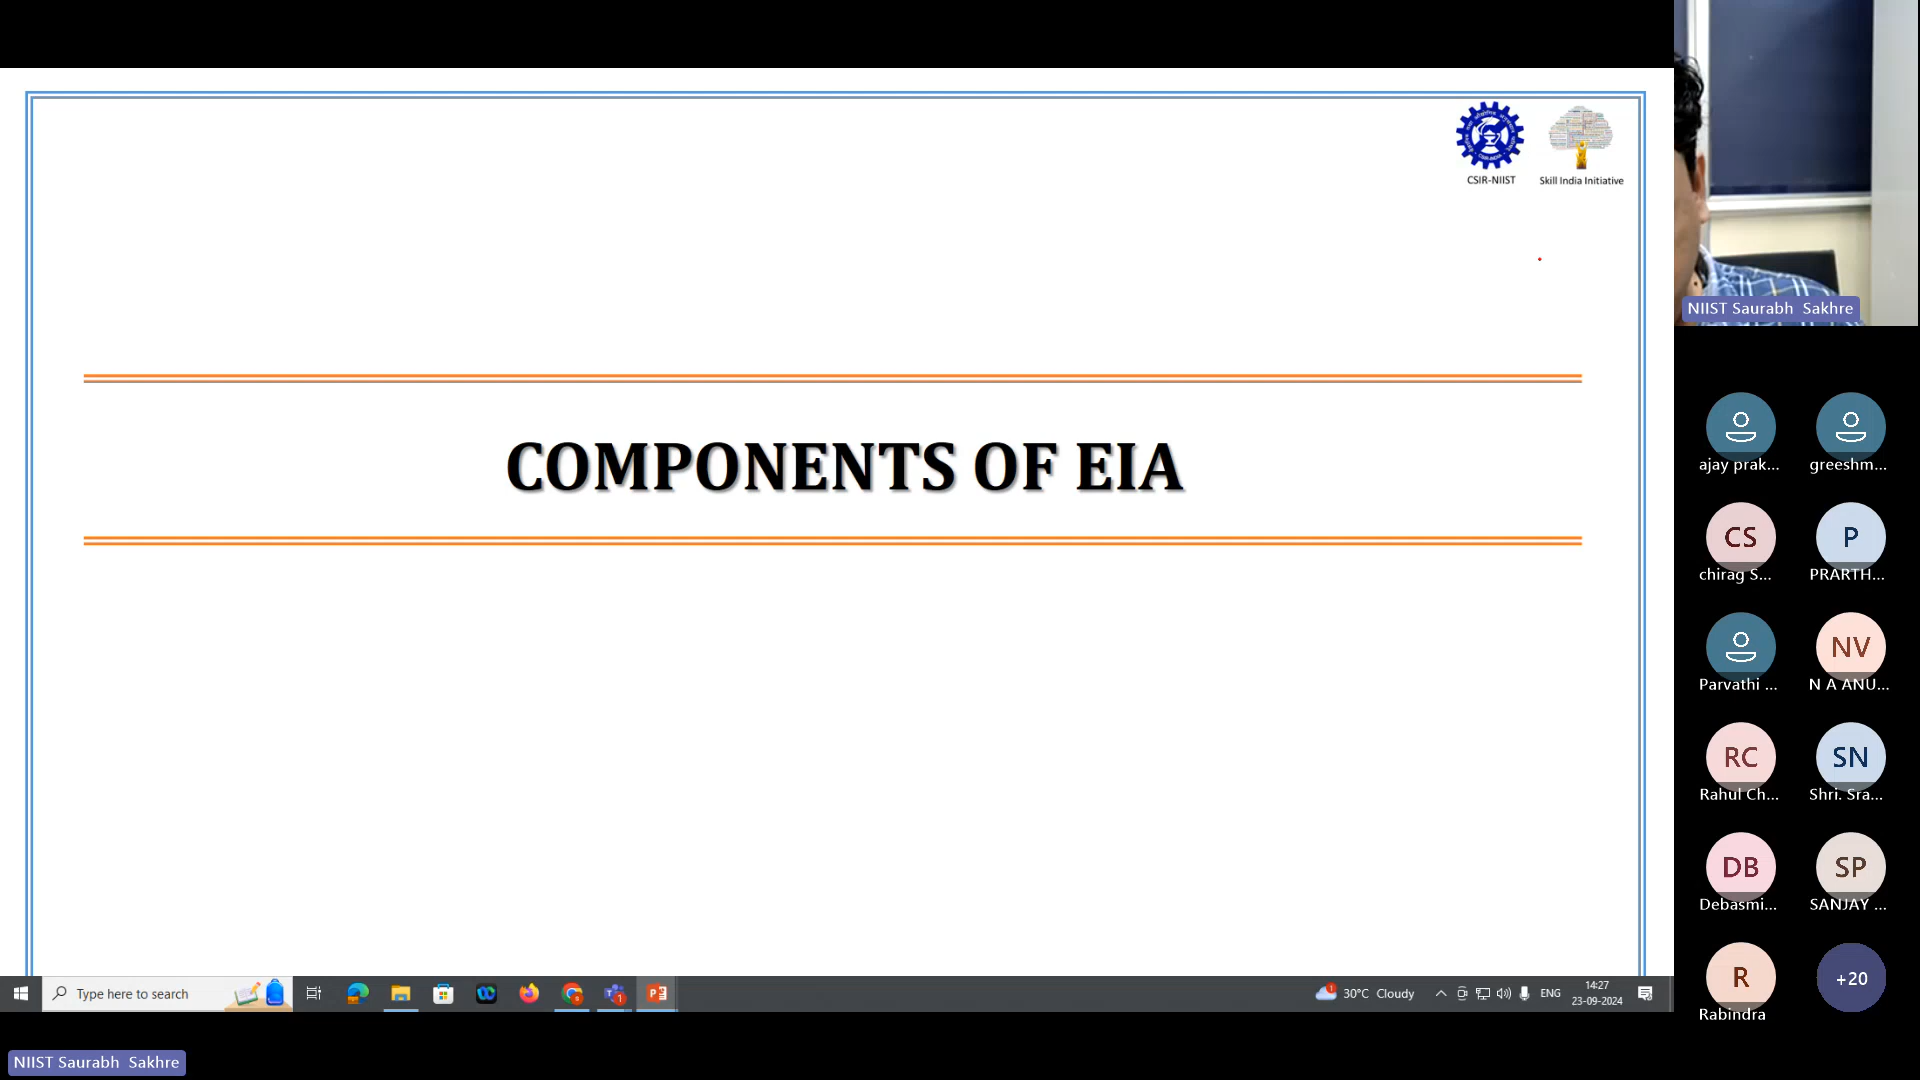 CSIR-NIIST
Skill India Initiative
COMPONENTS OF EIA
NIIST Saurabh Sakhre
ajay prak...
greeshm...
CS
P
chirag S...
PRARTH...
NV
Parvathi ...
N A ANU...
RC
SN
Rahul Ch...
Shri. Sra...
DB
SP
Debasmi...
SANJAY ...
R
+20
Rabindra
Type here to search
30°C Cloudy
ENG
14:27
23-09-2024
NIIST Saurabh Sakhre